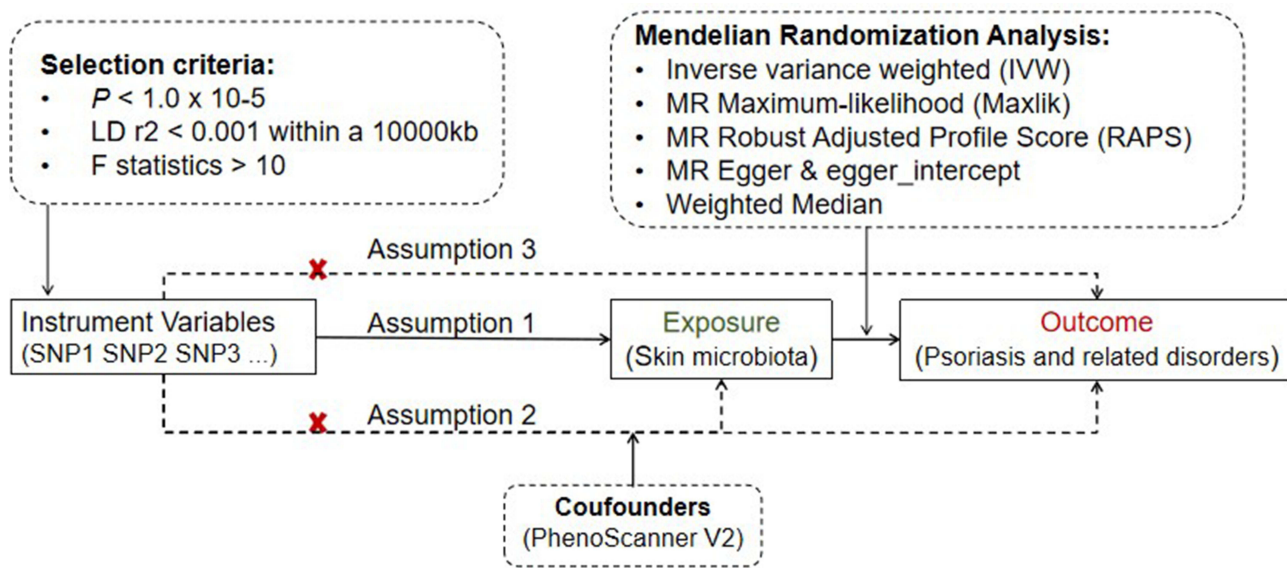 Selection criteria:
• P < 1.0 x 10-5
• LD r2 < 0.001 within a 10000kb
• F statistics > 10
Mendelian Randomization Analysis:
• Inverse variance weighted (IVW)
• MR Maximum-likelihood (Maxlik)
• MR Robust Adjusted Profile Score (RAPS)
• MR Egger & egger_intercept
• Weighted Median
Assumption 3
Instrument Variables
(SNP1 SNP2 SNP3 ...)
Assumption 1
Exposure
(Skin microbiota)
Outcome
(Psoriasis and related disorders)
Assumption 2
Coufounders
(PhenoScanner V2)